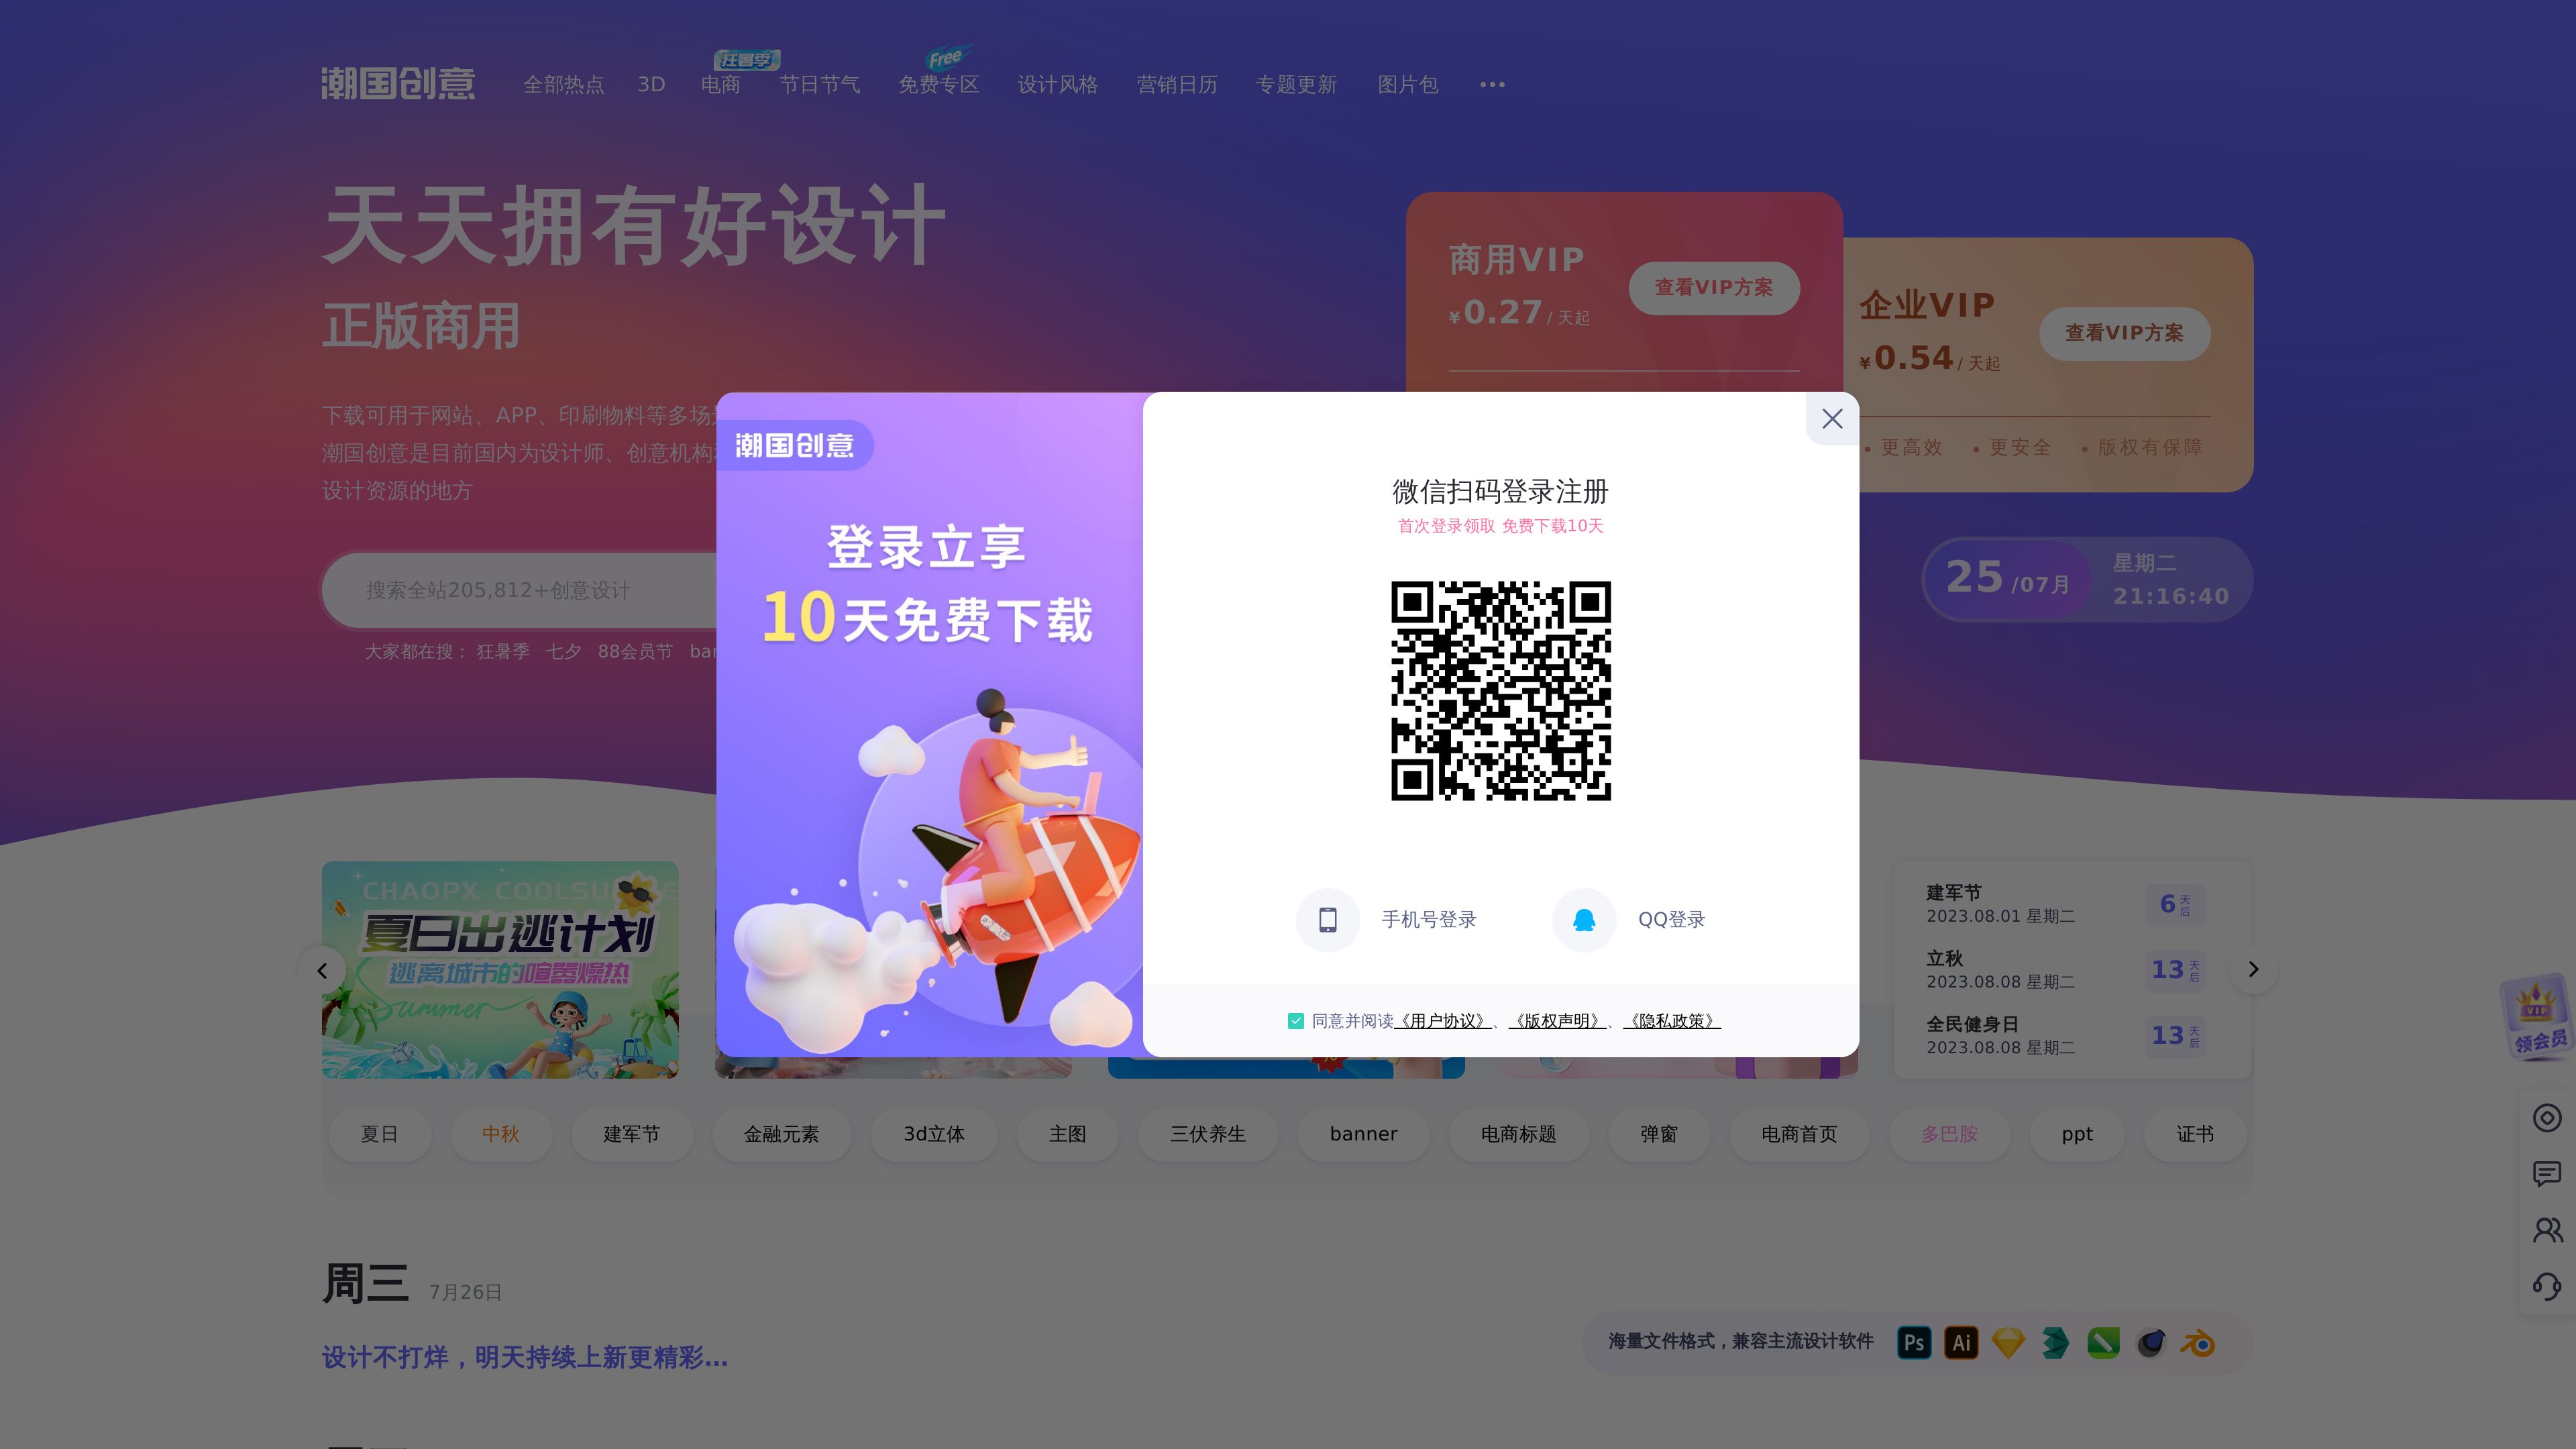 潮国创意
全部热点 3D 电商 狂暑季 节日节气 免费专区 Free 设计风格 营销日历 专题更新 图片包
天天拥有好设计
正版商用
下载可用于网站、APP、印刷物料等多场
潮国创意是目前国内为设计师、创意机构
设计资源的地方
搜索全站205,812+创意设计
大家都在搜： 狂暑季 七夕 88会员节
商用VIP
¥0.27/ 天起
查看VIP方案
企业VIP
¥0.54/ 天起
查看VIP方案
• 更高效 • 更安全 • 版权有保障
25/07月
星期二
21:16:40
潮国创意
登录立享
10天免费下载
微信扫码登录注册
首次登录领取 免费下载10天
手机号登录 QQ登录
同意并阅读《用户协议》、《版权声明》、《隐私政策》
CHAOPX COOLSU
夏日出逃计划
逃离城市的喧嚣燥热
Summer
建军节
2023.08.01 星期二
6天后
立秋
2023.08.08 星期二
13天后
全民健身日
2023.08.08 星期二
13天后
VIP
领会员
夏日 中秋 建军节 金融元素 3d立体 主图 三伏养生 banner 电商标题 弹窗 电商首页 多巴胺 ppt 证书
周三 7月26日
设计不打烊，明天持续上新更精彩...
海量文件格式，兼容主流设计软件 Ps Ai